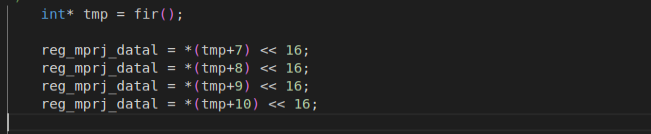 int* tmp = fir();
reg_mprj_datal = *(tmp+7) << 16;
reg_mprj_datal = *(tmp+8) << 16;
reg_mprj_datal = *(tmp+9) << 16;
reg_mprj_datal = *(tmp+10) << 16;